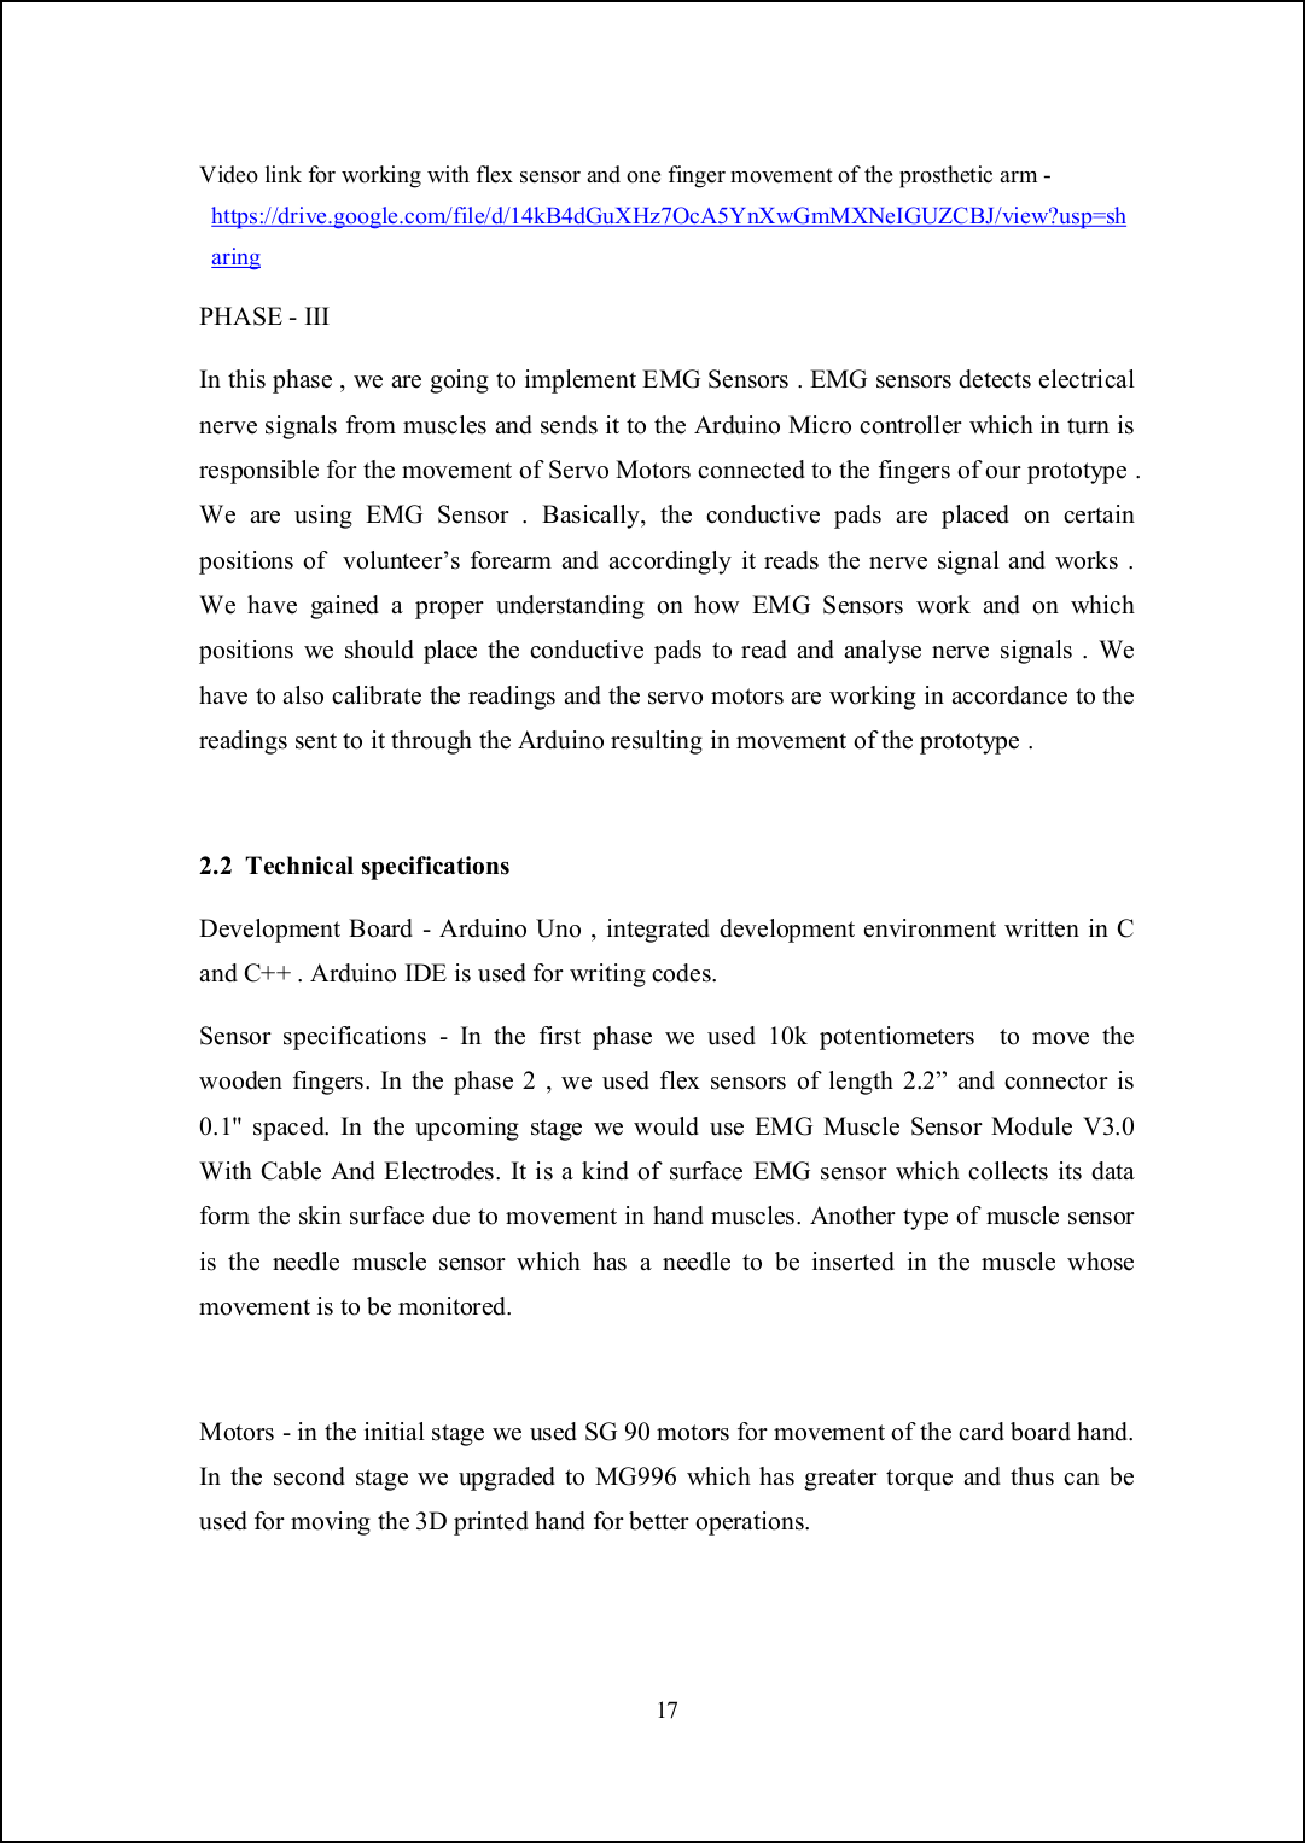 Video link for working with flex sensor and one finger movement of the prosthetic arm -
https://drive.google.com/file/d/14kB4dGuXHz7OcA5YnXwGmMXNeIGUZCBJ/view?usp=sh
aring
PHASE - III
In this phase , we are going to implement EMG Sensors . EMG sensors detects electrical
nerve signals from muscles and sends it to the Arduino Micro controller which in turn is
responsible for the movement of Servo Motors connected to the fingers of our prototype .
We are using EMG Sensor . Basically, the conductive pads are placed on certain
positions of  volunteer’s forearm and accordingly it reads the nerve signal and works .
We have gained a proper understanding on how EMG Sensors work and on which
positions we should place the conductive pads to read and analyse nerve signals . We
have to also calibrate the readings and the servo motors are working in accordance to the
readings sent to it through the Arduino resulting in movement of the prototype .
2.2  Technical specifications
Development Board - Arduino Uno , integrated development environment written in C
and C++ . Arduino IDE is used for writing codes.
Sensor specifications - In the first phase we used 10k potentiometers  to move the
wooden fingers. In the phase 2 , we used flex sensors of length 2.2” and connector is
0.1" spaced. In the upcoming stage we would use EMG Muscle Sensor Module V3.0
With Cable And Electrodes. It is a kind of surface EMG sensor which collects its data
form the skin surface due to movement in hand muscles. Another type of muscle sensor
is the needle muscle sensor which has a needle to be inserted in the muscle whose
movement is to be monitored.
Motors - in the initial stage we used SG 90 motors for movement of the card board hand.
In the second stage we upgraded to MG996 which has greater torque and thus can be
used for moving the 3D printed hand for better operations.
17